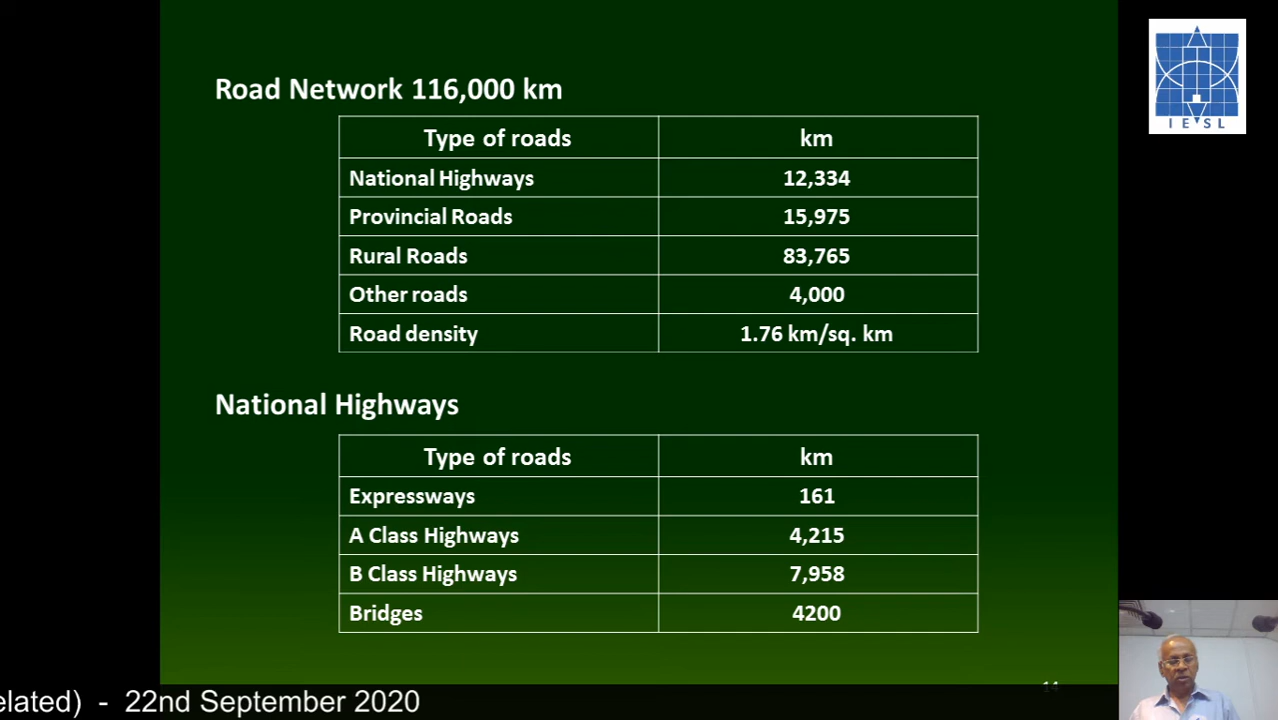 Road Network 116,000 km
Type of roads km
National Highways 12,334
Provincial Roads 15,975
Rural Roads 83,765
Other roads 4,000
Road density 1.76 km/sq. km
National Highways
Type of roads km
Expressways 161
A Class Highways 4,215
B Class Highways 7,958
Bridges 4200
14
elated) - 22nd September 2020
I E S L